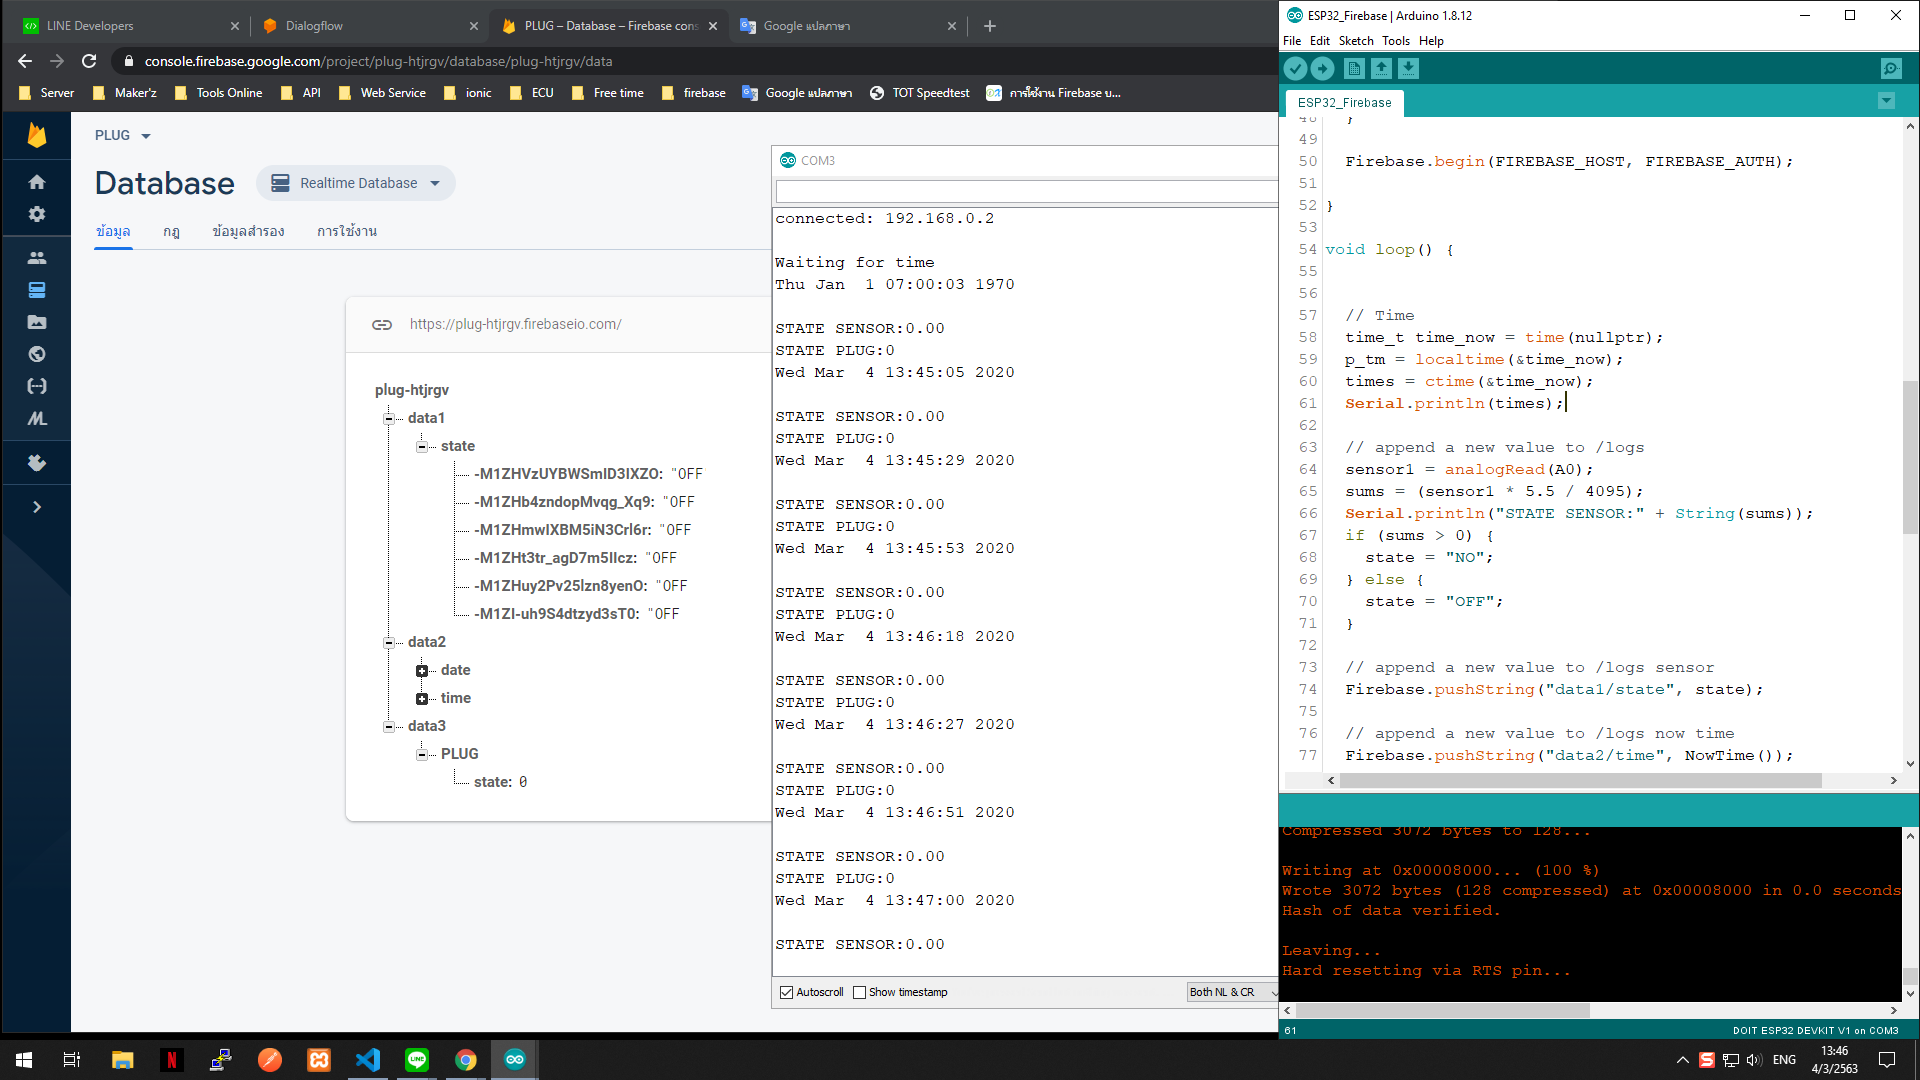 LINE Developers
Dialogflow
PLUG – Database – Firebase cons
Google แปลภาษา
console.firebase.google.com/project/plug-htjrgv/database/plug-htjrgv/data
Server
Maker'z
Tools Online
API
Web Service
ionic
ECU
Free time
firebase
Google แปลภาษา
TOT Speedtest
การใช้งาน Firebase บ...
PLUG
Database
Realtime Database
ข้อมูล
กฎ
ข้อมูลสำรอง
การใช้งาน
https://plug-htjrgv.firebaseio.com/
plug-htjrgv
data1
state
-M1ZHVzUYBWSmID3IXZO: "OFF
-M1ZHb4zndopMvqg_Xq9: "OFF
-M1ZHmwIXBM5iN3Crl6r: "OFF
-M1ZHt3tr_agD7m5IIcz: "OFF
-M1ZHuy2Pv25lzn8yenO: "OFF
-M1ZI-uh9S4dtzyd3sT0: "OFF
data2
date
time
data3
PLUG
state: 0
COM3
connected: 192.168.0.2
Waiting for time
Thu Jan  1 07:00:03 1970
STATE SENSOR:0.00
STATE PLUG:0
Wed Mar  4 13:45:05 2020
STATE SENSOR:0.00
STATE PLUG:0
Wed Mar  4 13:45:29 2020
STATE SENSOR:0.00
STATE PLUG:0
Wed Mar  4 13:45:53 2020
STATE SENSOR:0.00
STATE PLUG:0
Wed Mar  4 13:46:18 2020
STATE SENSOR:0.00
STATE PLUG:0
Wed Mar  4 13:46:27 2020
STATE SENSOR:0.00
STATE PLUG:0
Wed Mar  4 13:46:51 2020
STATE SENSOR:0.00
STATE PLUG:0
Wed Mar  4 13:47:00 2020
STATE SENSOR:0.00
Autoscroll
Show timestamp
Both NL & CR
ESP32_Firebase | Arduino 1.8.12
File Edit Sketch Tools Help
ESP32_Firebase
48 }
49
50 Firebase.begin(FIREBASE_HOST, FIREBASE_AUTH);
51
52 }
53
54 void loop() {
55
56
57 // Time
58 time_t time_now = time(nullptr);
59 p_tm = localtime(&time_now);
60 times = ctime(&time_now);
61 Serial.println(times);
62
63 // append a new value to /logs
64 sensor1 = analogRead(A0);
65 sums = (sensor1 * 5.5 / 4095);
66 Serial.println("STATE SENSOR:" + String(sums));
67 if (sums > 0) {
68 state = "NO";
69 } else {
70 state = "OFF";
71 }
72
73 // append a new value to /logs sensor
74 Firebase.pushString("data1/state", state);
75
76 // append a new value to /logs now time
77 Firebase.pushString("data2/time", NowTime());
Compressed 3072 bytes to 128...
Writing at 0x00008000... (100 %)
Wrote 3072 bytes (128 compressed) at 0x00008000 in 0.0 seconds
Hash of data verified.
Leaving...
Hard resetting via RTS pin...
61
DOIT ESP32 DEVKIT V1 on COM3
ENG
13:46
4/3/2563